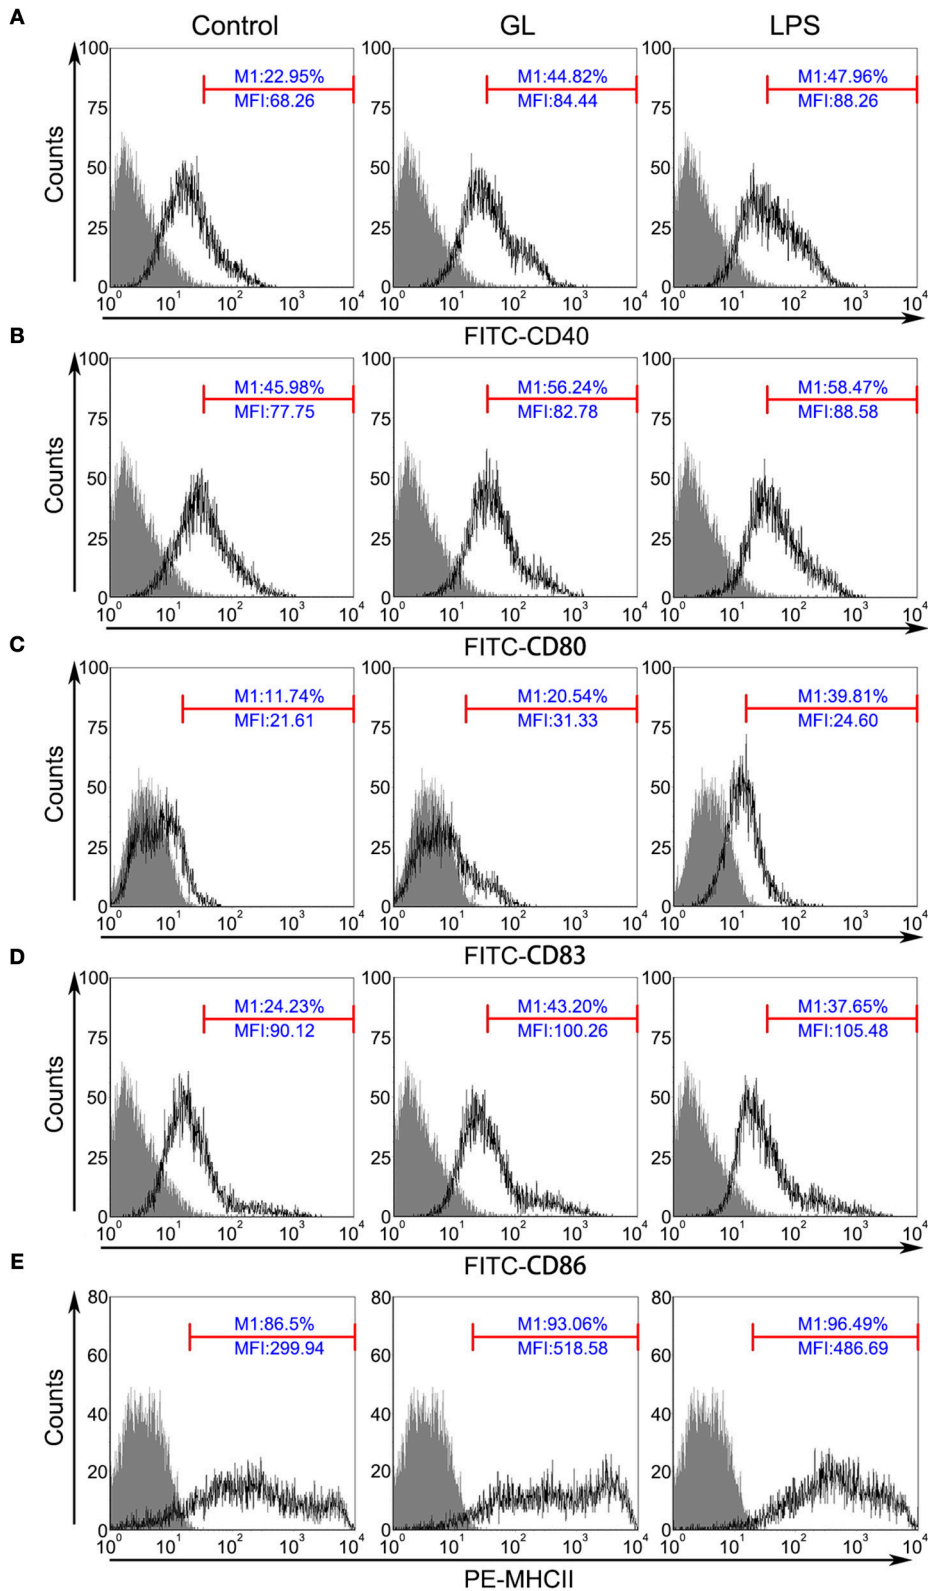 A
Control GL LPS
100 100 100
M1:22.95% M1:44.82% M1:47.96%
MFI:68.26 MFI:84.44 MFI:88.26
75 75 75
Counts
50 50 50
25 25 25
0 0 0
10⁰ 10¹ 10² 10³ 10⁴ 10⁰ 10¹ 10² 10³ 10⁴ 10⁰ 10¹ 10² 10³ 10⁴
FITC-CD40
B
100 100 100
M1:45.98% M1:56.24% M1:58.47%
MFI:77.75 MFI:82.78 MFI:88.58
75 75 75
Counts
50 50 50
25 25 25
0 0 0
10⁰ 10¹ 10² 10³ 10⁴ 10⁰ 10¹ 10² 10³ 10⁴ 10⁰ 10¹ 10² 10³ 10⁴
FITC-CD80
C
100 100 100
M1:11.74% M1:20.54% M1:39.81%
MFI:21.61 MFI:31.33 MFI:24.60
75 75 75
Counts
50 50 50
25 25 25
0 0 0
10⁰ 10¹ 10² 10³ 10⁴ 10⁰ 10¹ 10² 10³ 10⁴ 10⁰ 10¹ 10² 10³ 10⁴
FITC-CD83
D
100 100 100
M1:24.23% M1:43.20% M1:37.65%
MFI:90.12 MFI:100.26 MFI:105.48
75 75 75
Counts
50 50 50
25 25 25
0 0 0
10⁰ 10¹ 10² 10³ 10⁴ 10⁰ 10¹ 10² 10³ 10⁴ 10⁰ 10¹ 10² 10³ 10⁴
FITC-CD86
E
80 80 80
M1:86.5% M1:93.06% M1:96.49%
MFI:299.94 MFI:518.58 MFI:486.69
60 60 60
Counts
40 40 40
20 20 20
0 0 0
10⁰ 10¹ 10² 10³ 10⁴ 10⁰ 10¹ 10² 10³ 10⁴ 10⁰ 10¹ 10² 10³ 10⁴
PE-MHCII